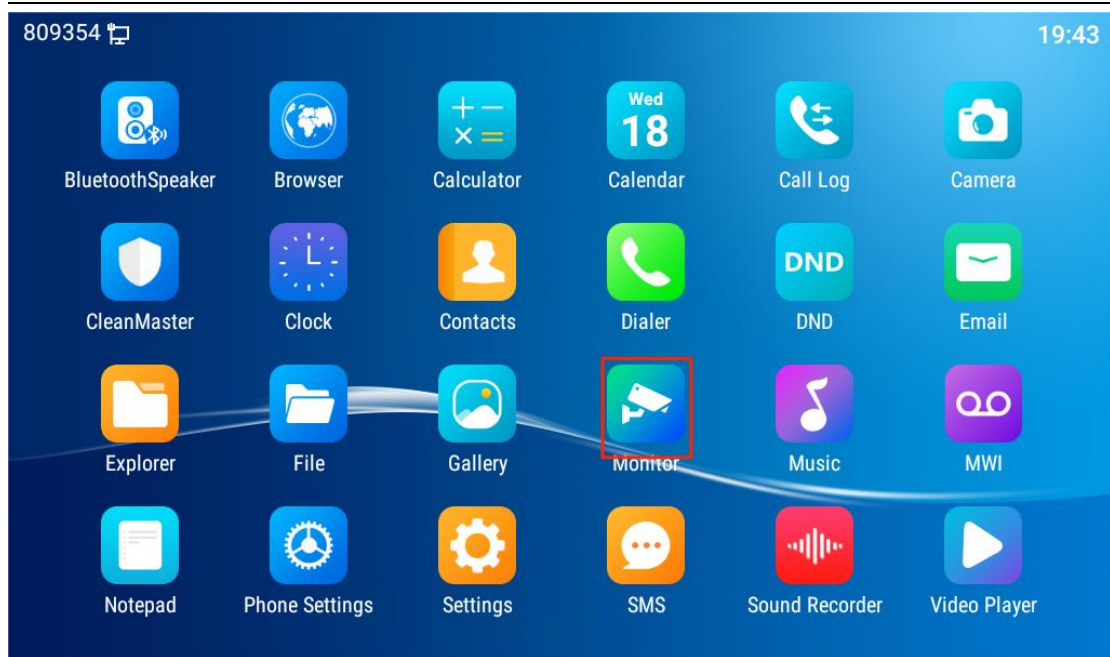 809354 19:43
Wed
18
BluetoothSpeaker Browser Calculator Calendar Call Log Camera
DND
CleanMaster Clock Contacts Dialer DND Email
Explorer File Gallery Monitor Music MWI
Notepad Phone Settings Settings SMS Sound Recorder Video Player